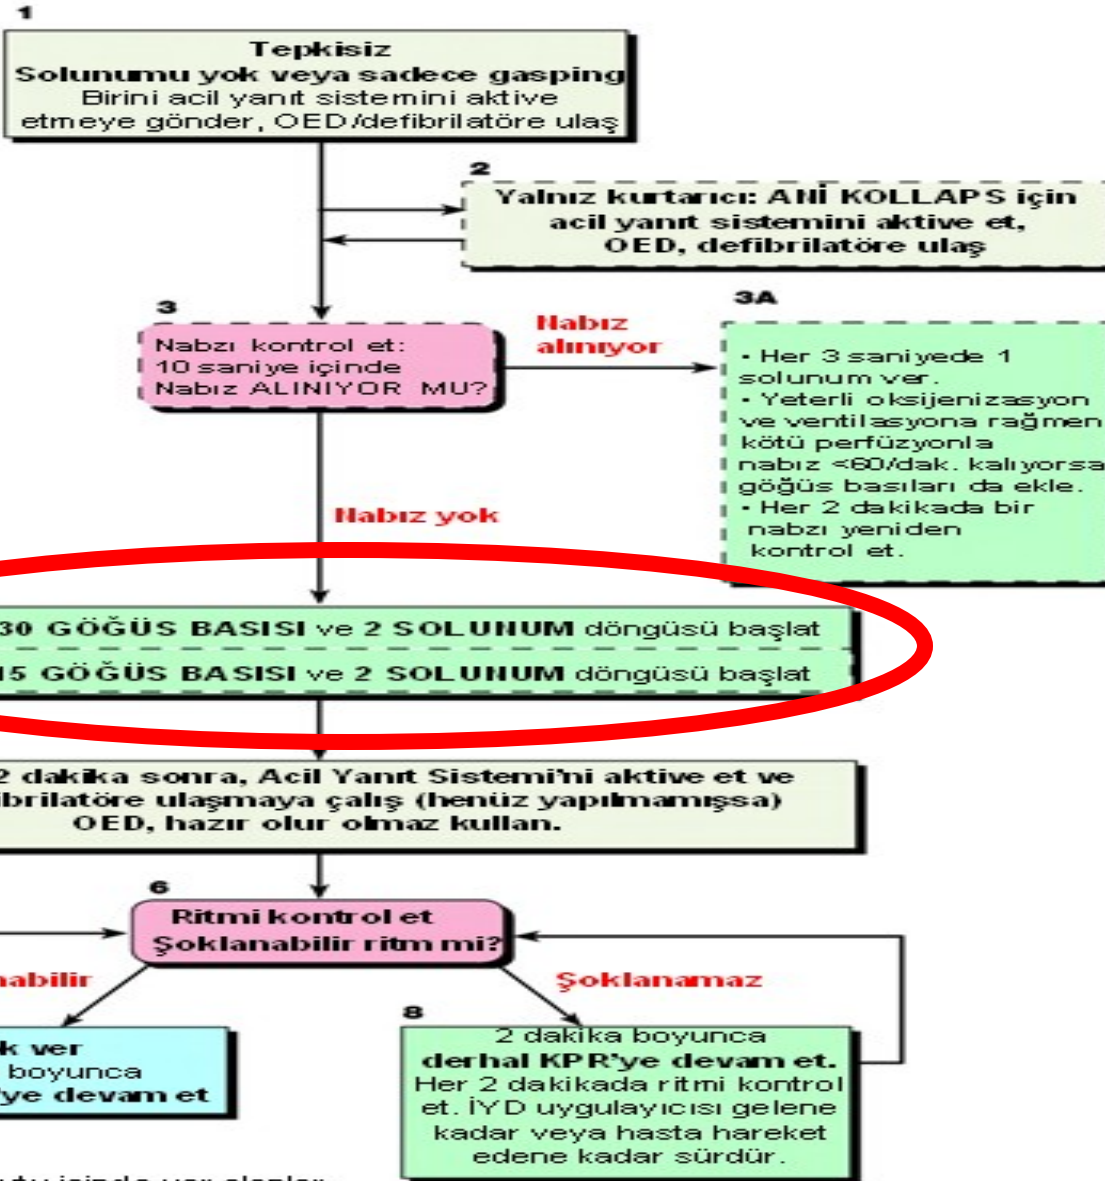 1
Tepkisiz
Solunumu yok veya sadece gasping
Birini acil yanıt sistemini aktive
etmeye gönder, OED/defibrilatöre ulaş
2
Yalnız kurtarıcı: ANİ KOLLAPS için
acil yanıt sistemini aktive et,
OED, defibrilatöre ulaş
3
Nabzı kontrol et:
10 saniye içinde
Nabız ALINIYOR MU?
Nabız
alınıyor
3A
• Her 3 saniyede 1
solunum ver.
• Yeterli oksijenizasyon
ve ventilasyona rağmen
kötü perfüzyonla
nabız <60/dak. kalıyorsa
göğüs basıları da ekle.
• Her 2 dakikada bir
nabzı yeniden
kontrol et.
Nabız yok
30 GÖĞÜS BASISI ve 2 SOLUNUM döngüsü başlat
15 GÖĞÜS BASISI ve 2 SOLUNUM döngüsü başlat
2 dakika sonra, Acil Yanıt Sistemi'ni aktive et ve
ibrilatöre ulaşmaya çalış (henüz yapılmamışsa)
OED, hazır olur olmaz kullan.
6
Ritmi kontrol et
Şoklanabilir ritm mi?
nabilir
Şoklanamaz
k ver
boyunca
'ye devam et
8
2 dakika boyunca
derhal KPR'ye devam et.
Her 2 dakikada ritmi kontrol
et. İYD uygulayıcısı gelene
kadar veya hasta hareket
edene kadar sürdür.